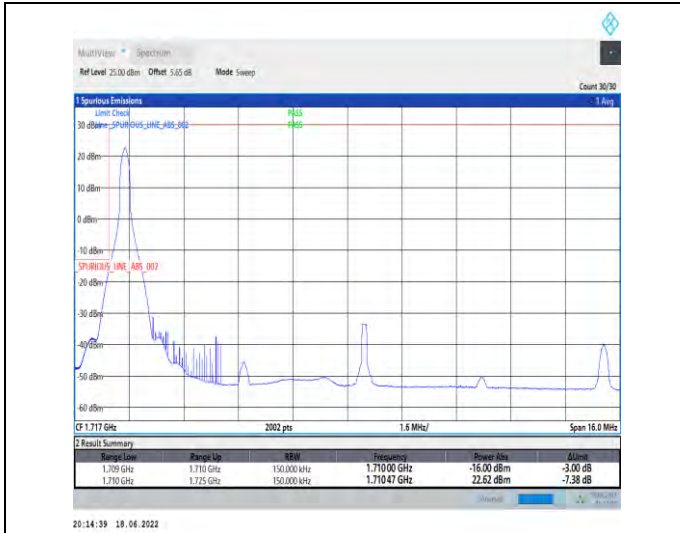 MultiView Spectrum
Ref Level 25.00 dBm Offset 5.65 dB Mode Sweep
Count 30/30
1 Spurious Emissions 1 Avg
Limit Check PASS
30 dBm Line _SPURIOUS_LINE_ABS_002 PASS
20 dBm
10 dBm
0 dBm
-10 dBm
_SPURIOUS_LINE_ABS_002
-20 dBm
-30 dBm
-40 dBm
-50 dBm
-60 dBm
CF 1.717 GHz 2002 pts 1.6 MHz/ Span 16.0 MHz
2 Result Summary
Range Low Range Up RBW Frequency Power Abs ΔLimit
1.709 GHz 1.710 GHz 150.000 kHz 1.71000 GHz -16.00 dBm -3.00 dB
1.710 GHz 1.725 GHz 150.000 kHz 1.71047 GHz 22.62 dBm -7.38 dB
20:14:39 18.06.2022